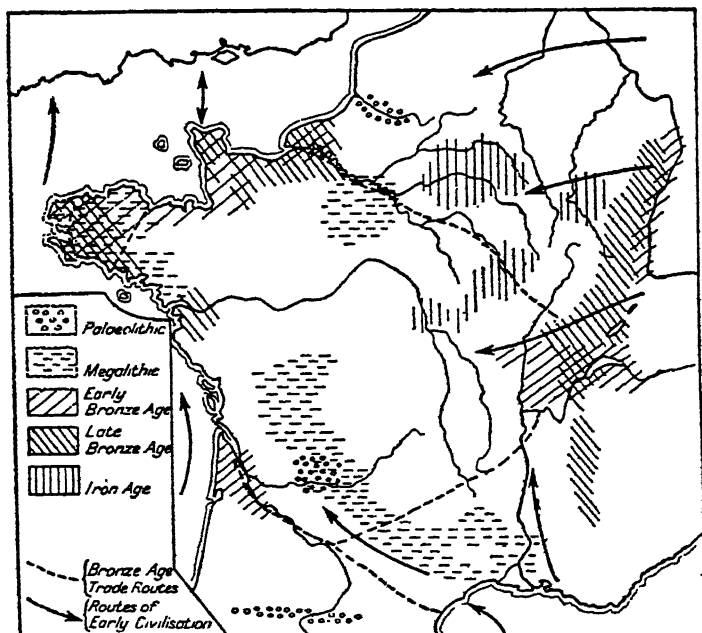 Palaeolithic
Megalithic
Early
Bronze Age
Late
Bronze Age
Iron Age
Bronze Age
Trade Routes
Routes of
Early Civilisation